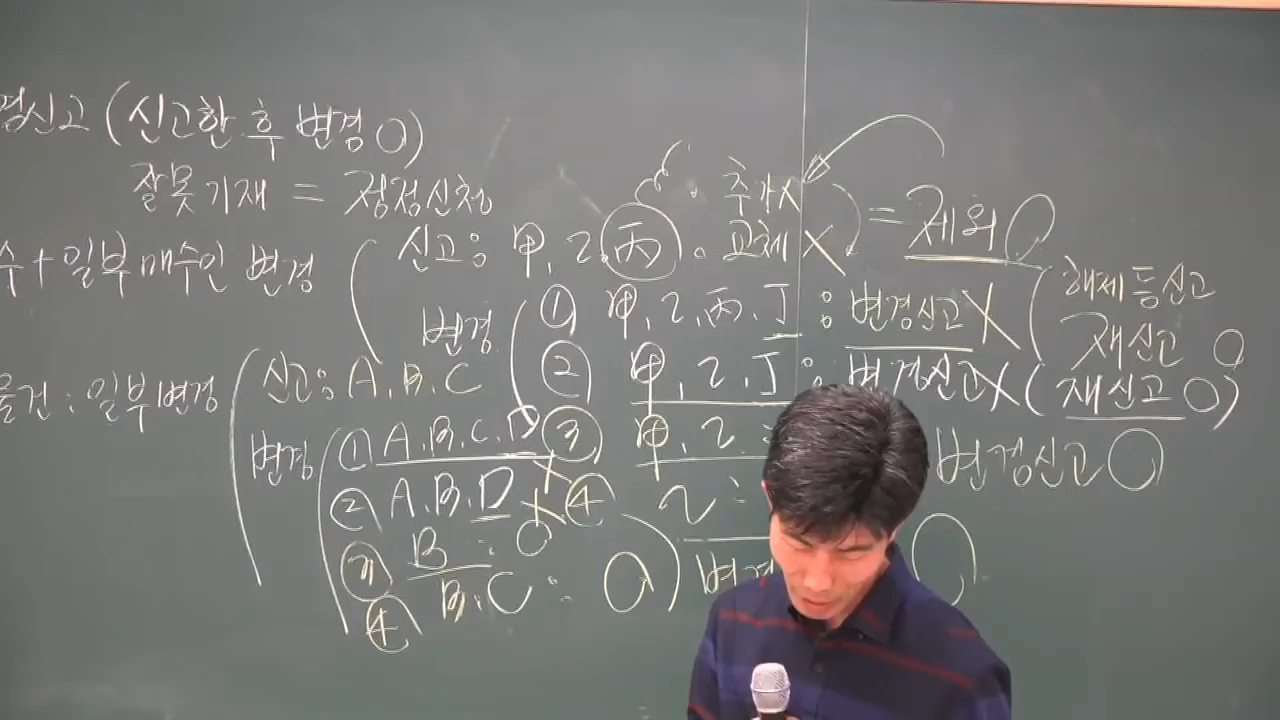 경신고 (신고한 후 변경 O)
잘못기재 = 정정신청
수 + 일부 매수인 변경
신고: 甲, 乙, 丙
추가X
교체 X
= 제외 O
변경
① 甲, 乙, 丙, 丁 : 변경신고 X (해제등신고
재신고 O
② 甲, 乙, 丁 : 변경신고 X (재신고 O)
③ 甲, 乙 : 변경신고 O
④ 乙 : O
물건 : 일부변경
신고: A, B, C
변경
① A, B, C, D X
② A, B, D X
③ B : O
④ B, C : O) 변경